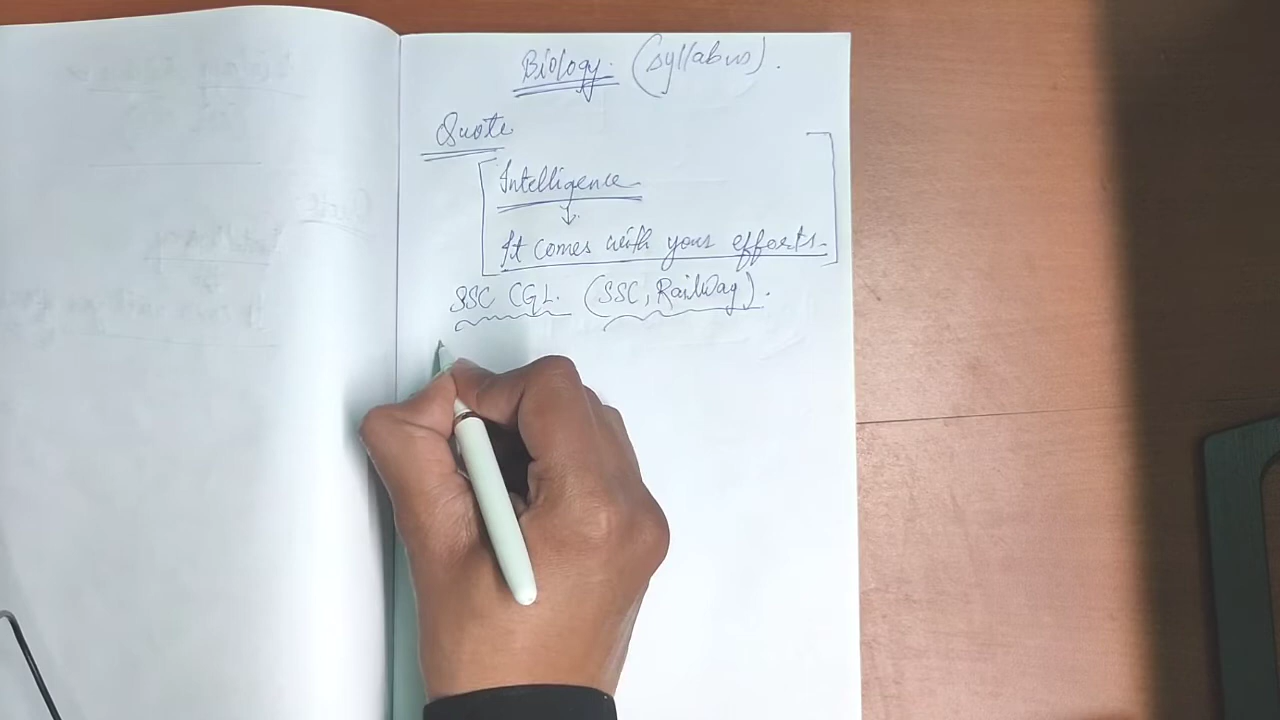 Biology. (Syllabus).
Quote
Intelligence
↓
It comes with your efforts.
SSC CGL. (SSC, Railway).